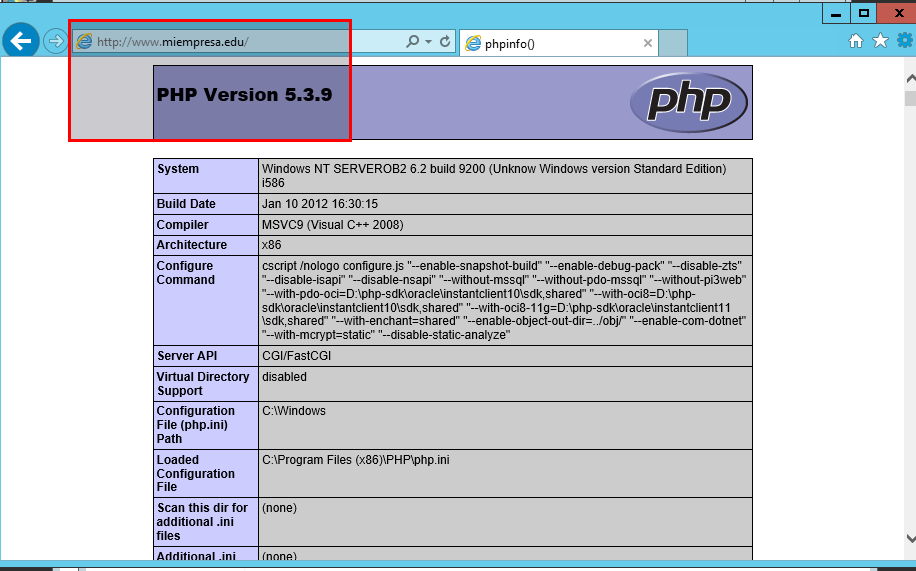 http://www.miempresa.edu/
phpinfo()
PHP Version 5.3.9
php
System
Windows NT SERVEROB2 6.2 build 9200 (Unknow Windows version Standard Edition)
i586
Build Date
Jan 10 2012 16:30:15
Compiler
MSVC9 (Visual C++ 2008)
Architecture
x86
Configure
Command
cscript /nologo configure.js "--enable-snapshot-build" "--enable-debug-pack" "--disable-zts"
"--disable-isapi" "--disable-nsapi" "--without-mssql" "--without-pdo-mssql" "--without-pi3web"
"--with-pdo-oci=D:\php-sdk\oracle\instantclient10\sdk,shared" "--with-oci8=D:\php-
sdk\oracle\instantclient10\sdk,shared" "--with-oci8-11g=D:\php-sdk\oracle\instantclient11
\sdk,shared" "--with-enchant=shared" "--enable-object-out-dir=../obj/" "--enable-com-dotnet"
"--with-mcrypt=static" "--disable-static-analyze"
Server API
CGI/FastCGI
Virtual Directory
Support
disabled
Configuration
File (php.ini)
Path
C:\Windows
Loaded
Configuration
File
C:\Program Files (x86)\PHP\php.ini
Scan this dir for
additional .ini
files
(none)
Additional .ini
(none)